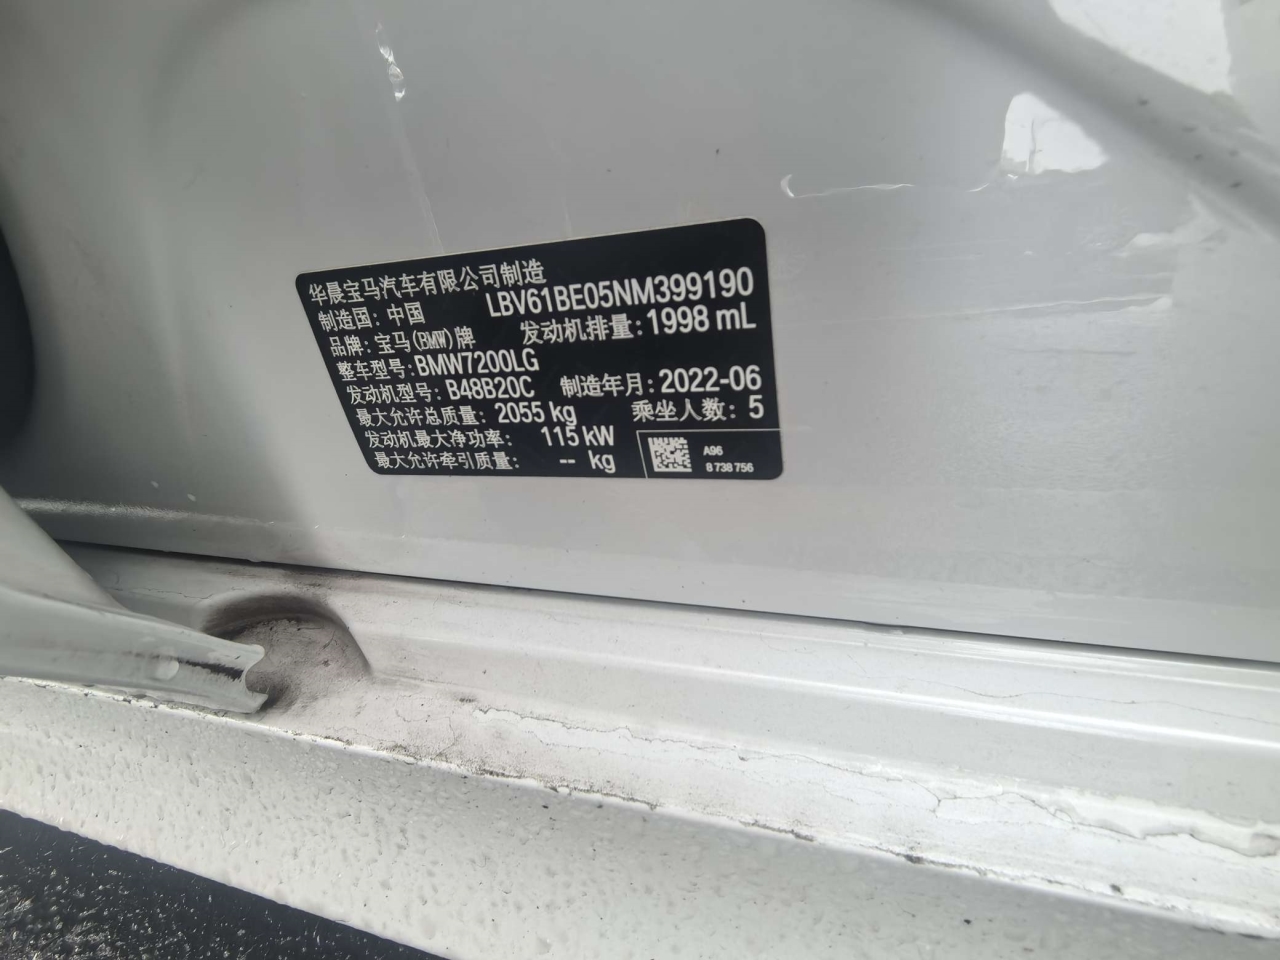 华晨宝马汽车有限公司制造
制造国: 中国 LBV61BE05NM399190
品牌: 宝马(BMW)牌 发动机排量: 1998 mL
整车型号: BMW7200LG
发动机型号: B48B20C 制造年月: 2022-06
最大允许总质量: 2055 kg 乘坐人数: 5
发动机最大净功率: 115 kW
最大允许牵引质量: -- kg
A96
8 738 756